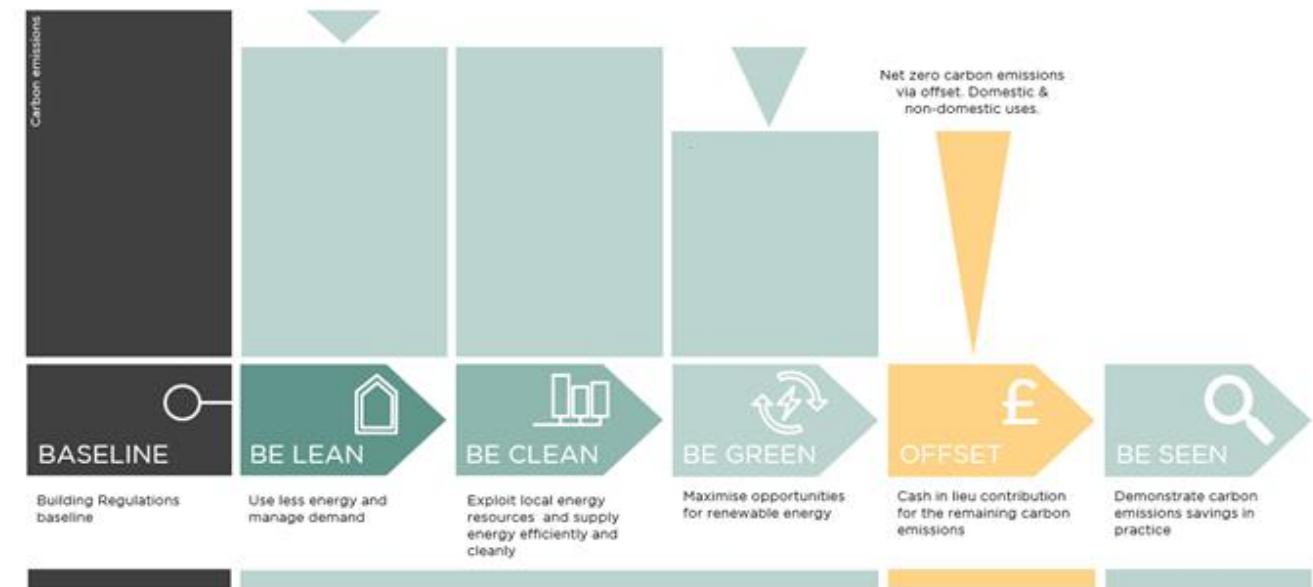 Carbon emissions
Net zero carbon emissions
via offset. Domestic &
non-domestic uses.
£
BASELINE
BE LEAN
BE CLEAN
BE GREEN
OFFSET
BE SEEN
Building Regulations
baseline
Use less energy and
manage demand
Exploit local energy
resources and supply
energy efficiently and
cleanly
Maximise opportunities
for renewable energy
Cash in lieu contribution
for the remaining carbon
emissions
Demonstrate carbon
emissions savings in
practice